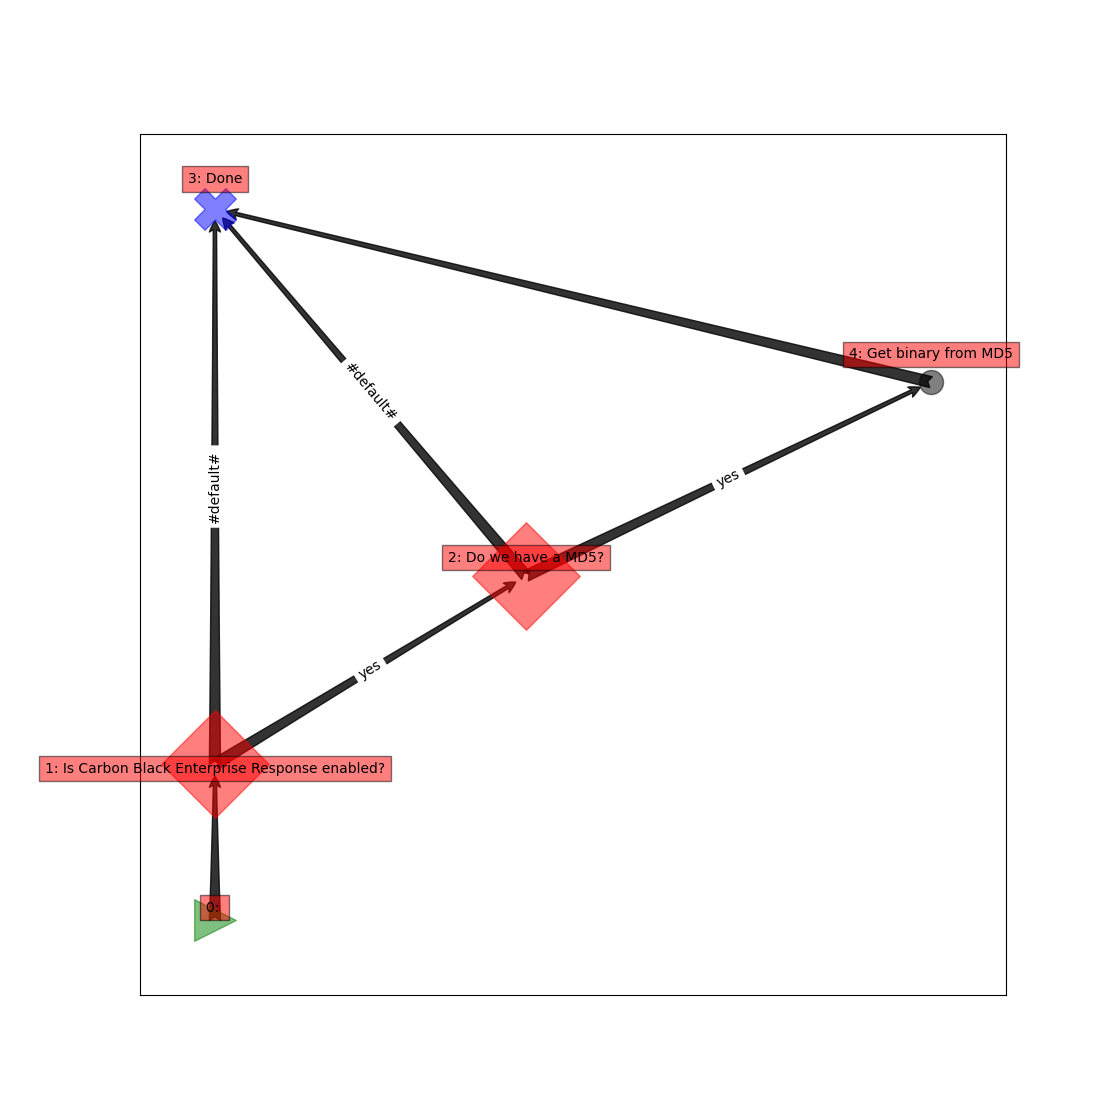 3: Done
4: Get binary from MD5
#default#
#default#
yes
2: Do we have a MD5?
yes
1: Is Carbon Black Enterprise Response enabled?
0: